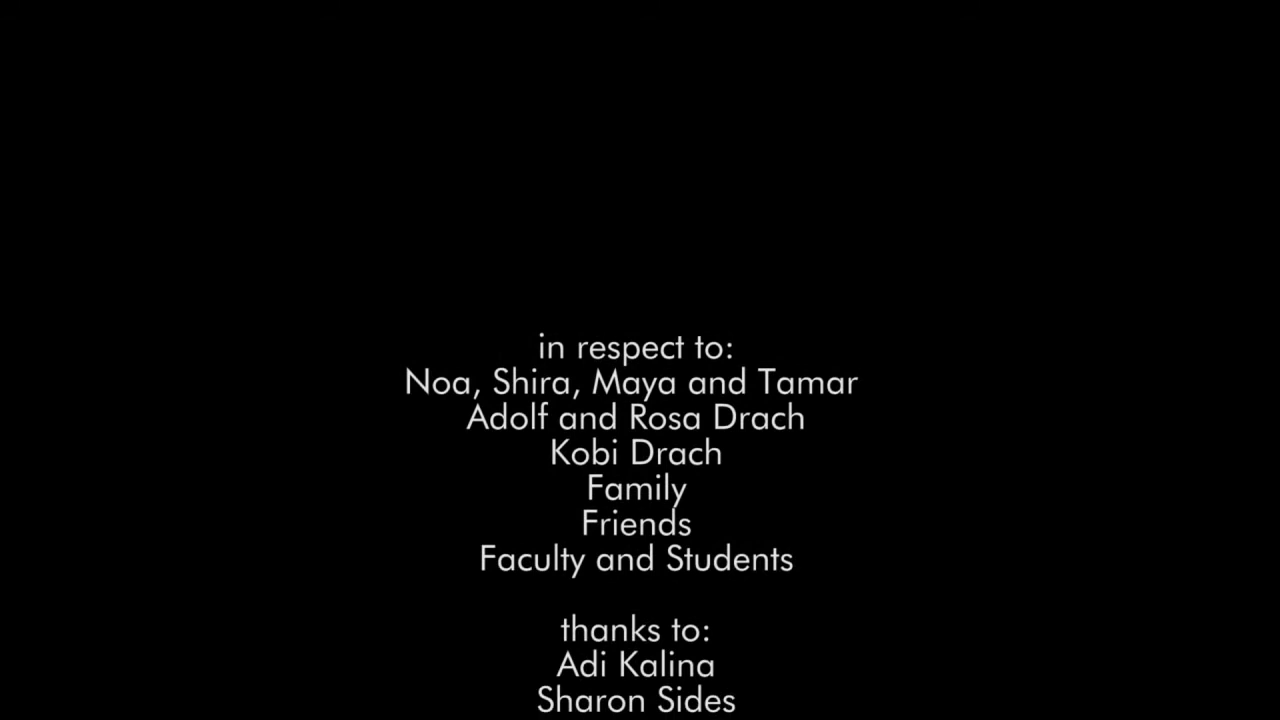 in respect to:
Noa, Shira, Maya and Tamar
Adolf and Rosa Drach
Kobi Drach
Family
Friends
Faculty and Students
thanks to:
Adi Kalina
Sharon Sides